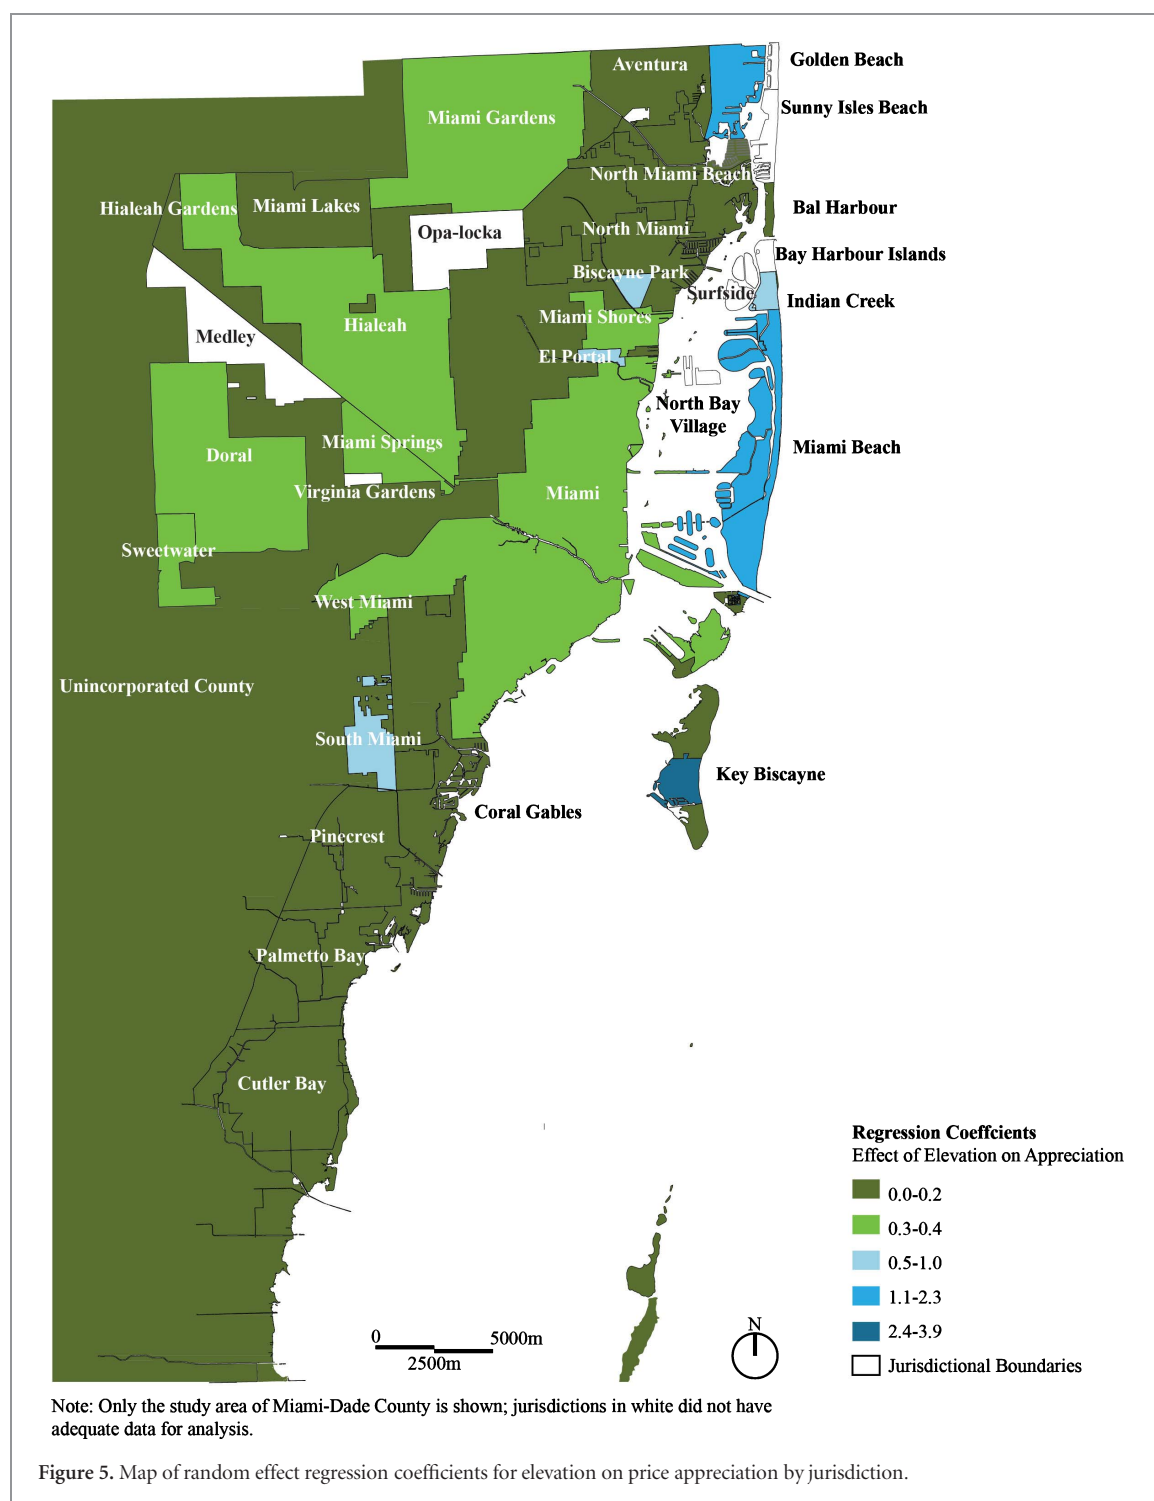 Aventura
Golden Beach
Miami Gardens
Sunny Isles Beach
North Miami Beach
Hialeah Gardens
Miami Lakes
Bal Harbour
Opa-locka
North Miami
Bay Harbour Islands
Biscayne Park
Surfside
Indian Creek
Miami Shores
Hialeah
Medley
El Portal
North Bay
Village
Miami Springs
Miami Beach
Doral
Virginia Gardens
Miami
Sweetwater
West Miami
Unincorporated County
South Miami
Key Biscayne
Coral Gables
Pinecrest
Palmetto Bay
Cutler Bay
Regression Coeffcients
Effect of Elevation on Appreciation
0.0-0.2
0.3-0.4
0.5-1.0
1.1-2.3
2.4-3.9
Jurisdictional Boundaries
N
0
5000m
2500m
Note: Only the study area of Miami-Dade County is shown; jurisdictions in white did not have
adequate data for analysis.
Figure 5. Map of random effect regression coefficients for elevation on price appreciation by jurisdiction.